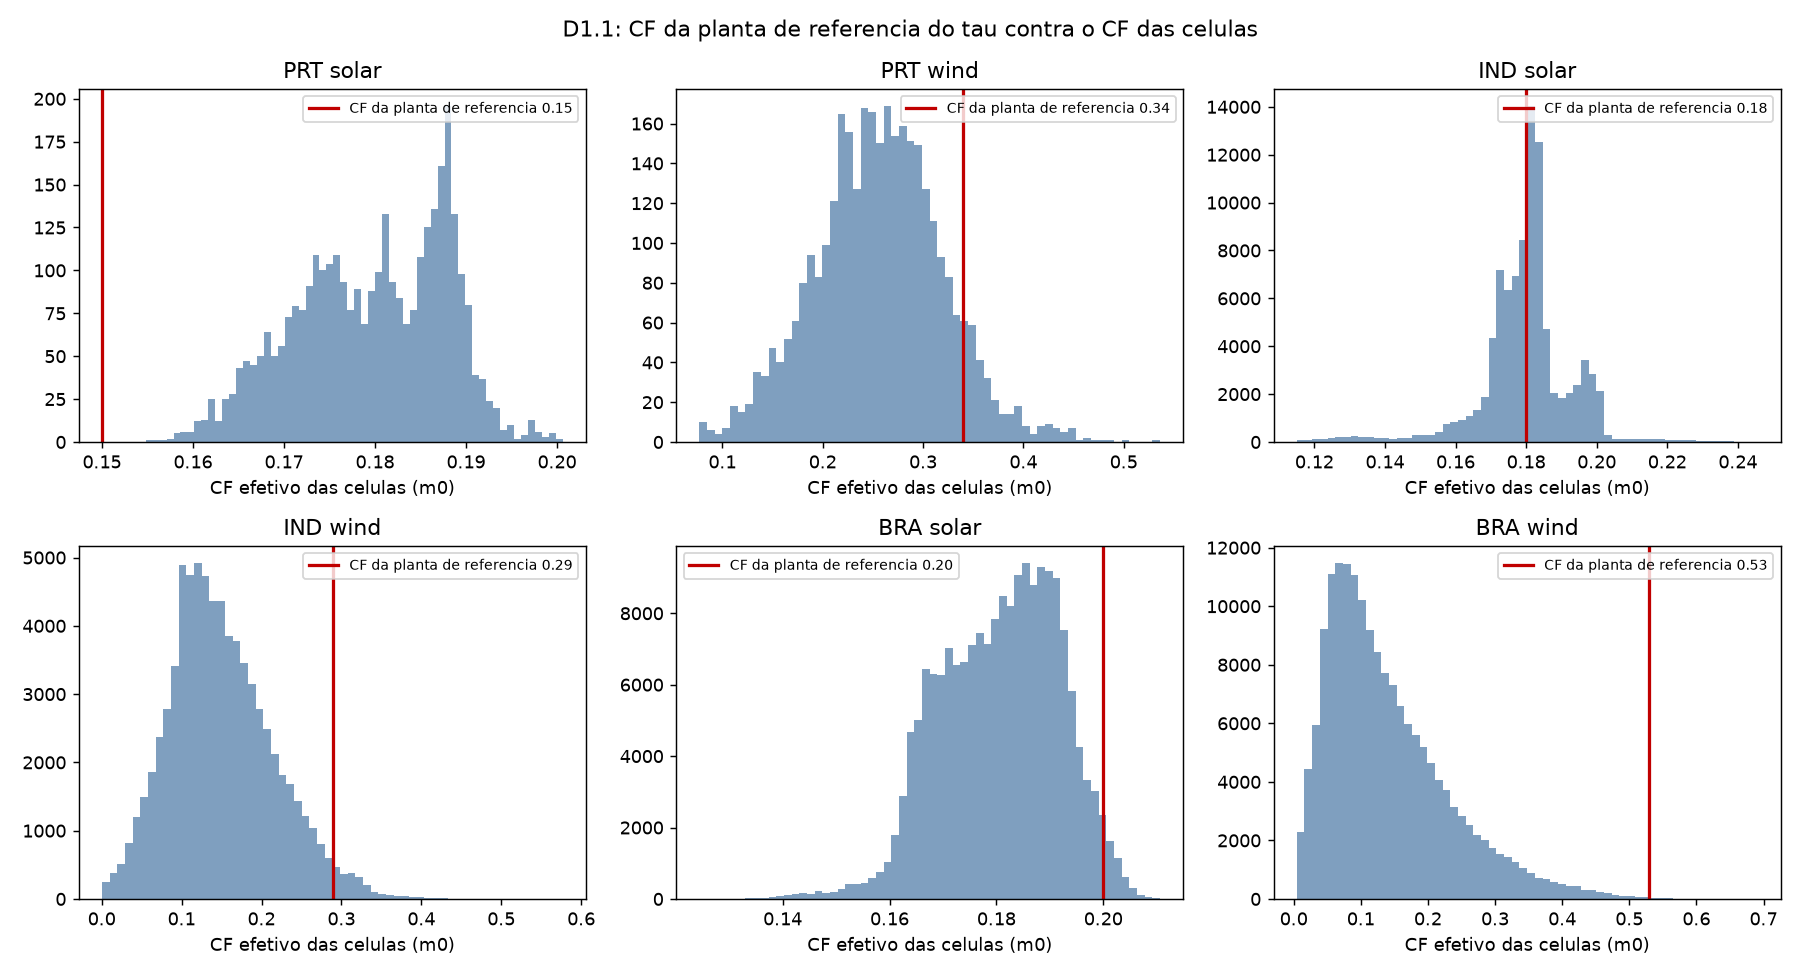 D1.1: CF da planta de referencia do tau contra o CF das celulas
PRT solar
PRT wind
IND solar
CF da planta de referencia 0.15
CF da planta de referencia 0.34
CF da planta de referencia 0.18
200
175
150
125
100
75
50
25
0
0.15 0.16 0.17 0.18 0.19 0.20
CF efetivo das celulas (m0)
160
140
120
100
80
60
40
20
0
0.1 0.2 0.3 0.4 0.5
CF efetivo das celulas (m0)
14000
12000
10000
8000
6000
4000
2000
0
0.12 0.14 0.16 0.18 0.20 0.22 0.24
CF efetivo das celulas (m0)
IND wind
BRA solar
BRA wind
CF da planta de referencia 0.29
CF da planta de referencia 0.20
CF da planta de referencia 0.53
5000
4000
3000
2000
1000
0
0.0 0.1 0.2 0.3 0.4 0.5 0.6
CF efetivo das celulas (m0)
8000
6000
4000
2000
0
0.14 0.16 0.18 0.20
CF efetivo das celulas (m0)
12000
10000
8000
6000
4000
2000
0
0.0 0.1 0.2 0.3 0.4 0.5 0.6 0.7
CF efetivo das celulas (m0)